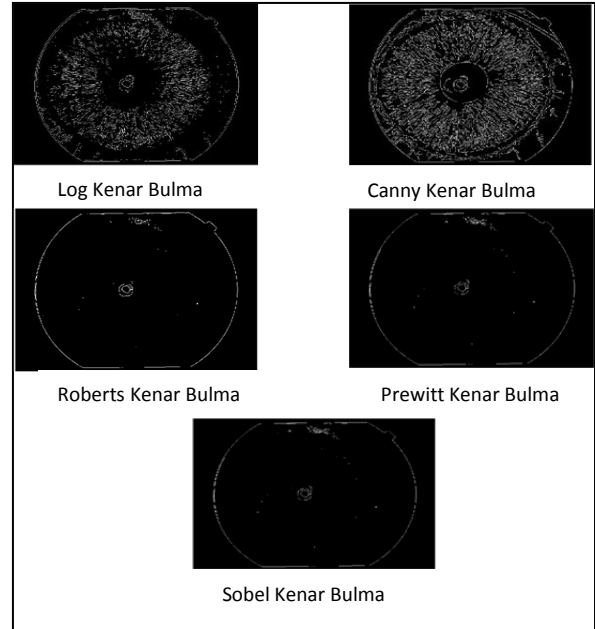 Log Kenar Bulma
Canny Kenar Bulma
Roberts Kenar Bulma
Prewitt Kenar Bulma
Sobel Kenar Bulma